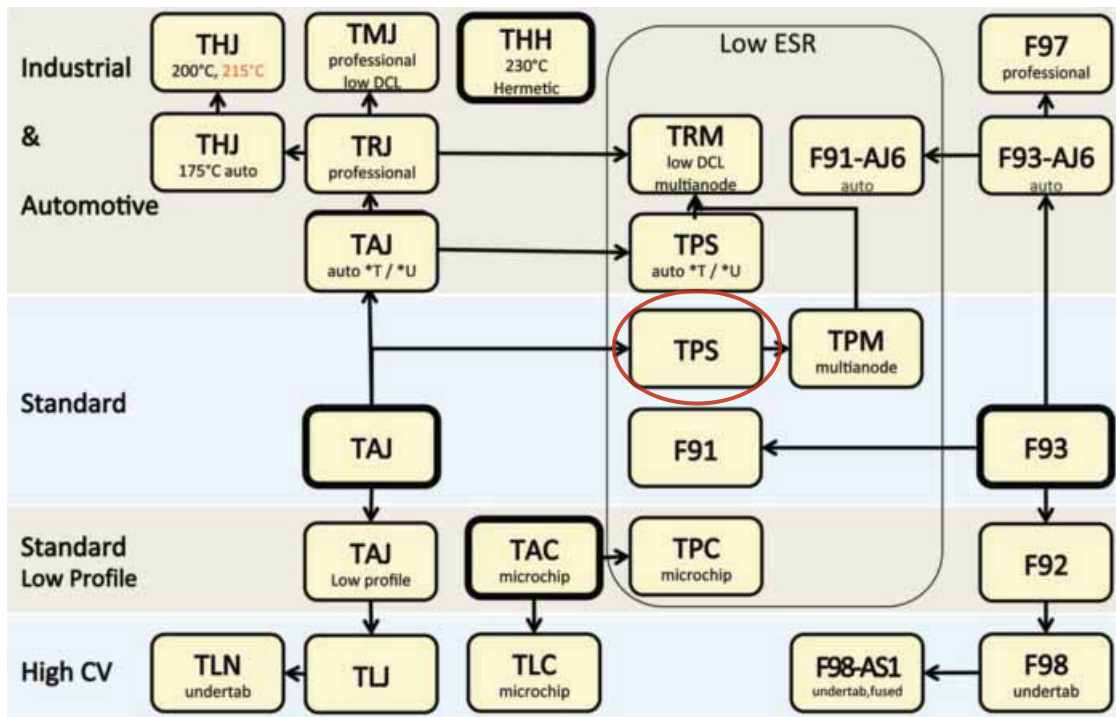 Industrial
&
Automotive
THJ
200°C, 215°C
TMJ
professional
low DCL
THH
230°C
Hermetic
Low ESR
F97
professional
THJ
175°C auto
TRJ
professional
TRM
low DCL
multianode
F91-AJ6
auto
F93-AJ6
auto
TAJ
auto *T / *U
TPS
auto *T / *U
Standard
TPS
TPM
multianode
TAJ
F91
F93
Standard
Low Profile
TAJ
Low profile
TAC
microchip
TPC
microchip
F92
High CV
TLN
undertab
TLJ
TLC
microchip
F98-AS1
undertab,fused
F98
undertab